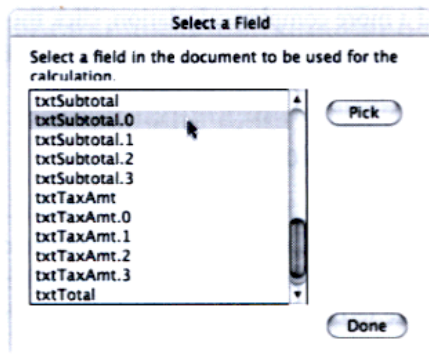 Select a Field
Select a field in the document to be used for the
calculation.
txtSubtotal
txtSubtotal.0
txtSubtotal.1
txtSubtotal.2
txtSubtotal.3
txtTaxAmt
txtTaxAmt.0
txtTaxAmt.1
txtTaxAmt.2
txtTaxAmt.3
txtTotal
Pick
Done